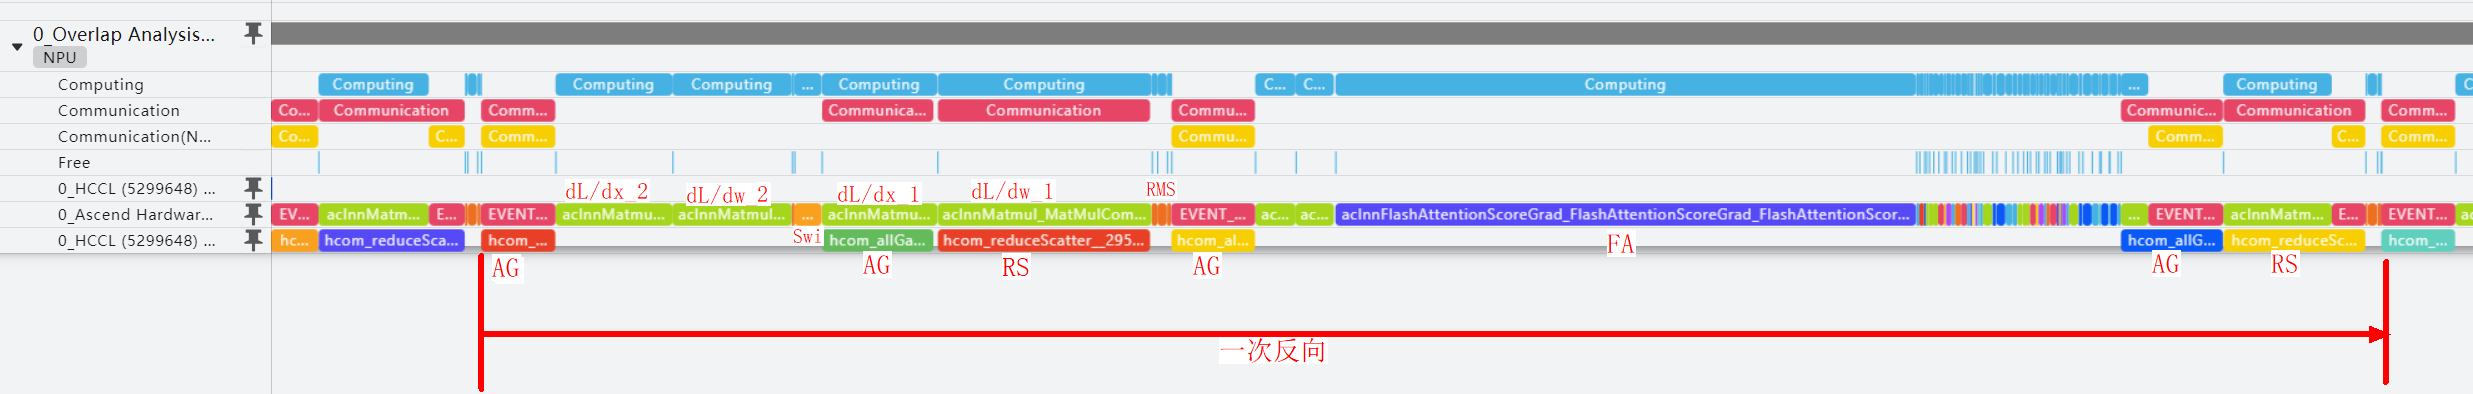 0_Overlap Analysis...
NPU
Computing
Computing Computing Computing ... Computing Computing C... C... Computing ... Computing C
Communication
Co... Communication Comm... Communica... Communication Commu... Communic... Communication Comm...
Communication(N...
Co... C... Comm... Commu... Comm... C... Comm...
Free
0_HCCL (5299648) ...
dL/dx_2 dL/dw_2 dL/dx_1 dL/dw_1 RMS
0_Ascend Hardwar...
EV... aclnnMatm... E... EVENT... aclnnMatmu... aclnnMatmul... ... aclnnMatmu... aclnnMatmul_MatMulCom... EVENT_... ac... ac... aclnnFlashAttentionScoreGrad_FlashAttentionScoreGrad_FlashAttentionScor... ... EVENT... aclnnMatm... E... EVENT... ac
0_HCCL (5299648) ...
hc... hcom_reduceSca... hcom_... Swi hcom_allGa... hcom_reduceScatter__295... hcom_al... FA hcom_allG... hcom_reduceSc... hcom_...
AG AG RS AG AG RS
一次反向